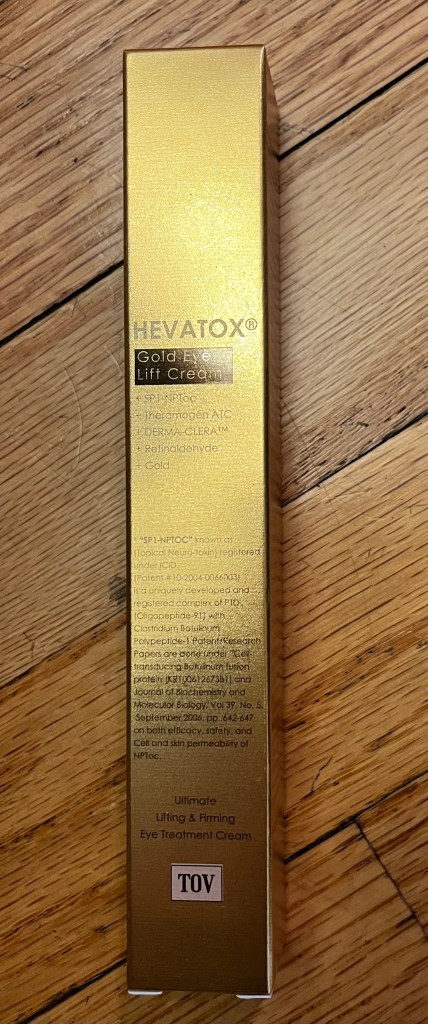 HEVATOX®
Gold Eye
Lift Cream
+ SP1-NPToc
+ Theramogen ATC
+ DERMA-CLERA™
+ Retinaldehyde
+ Gold
* "SP1-NPTOC" known as
(Topical Neuro-toxin) registered
under ICID
(Patent #10-2004-0066003)
is a uniquely developed and
registered complex of PTD
(Oligopeptide-91) with
Clostridium Botulinum
Polypeptide-1 Patent/Research
Papers are done under "Cell-
transducing Botulinum fusion
protein (KR100612673B1) and
Journal of Biochemistry and
Molecular Biology, Vol 39, No. 5,
September 2006, pp. 642-647
on both efficacy, safety, and
Cell and skin permeability of
NPToc.
Ultimate
Lifting & Firming
Eye Treatment Cream
TOV